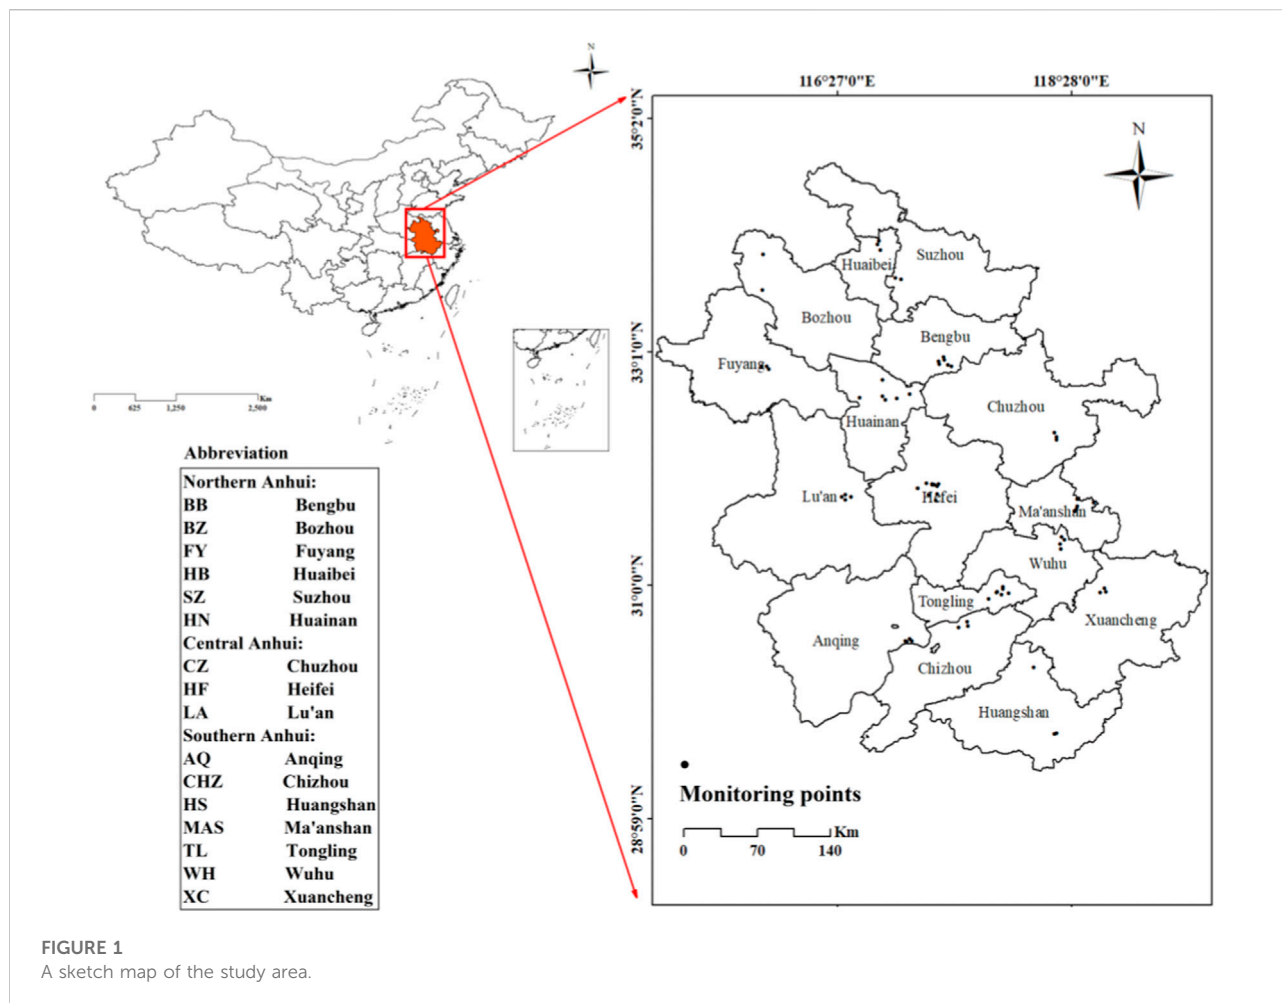 N
0 625 1,250 2,500 Km
Abbreviation
Northern Anhui:
BB Bengbu
BZ Bozhou
FY Fuyang
HB Huaibei
SZ Suzhou
HN Huainan
Central Anhui:
CZ Chuzhou
HF Heifei
LA Lu'an
Southern Anhui:
AQ Anqing
CHZ Chizhou
HS Huangshan
MAS Ma'anshan
TL Tongling
WH Wuhu
XC Xuancheng
116°27'0"E 118°28'0"E
35°2'0"N
33°1'0"N
31°0'0"N
28°59'0"N
N
Suzhou
Huaibei
Bozhou
Bengbu
Fuyang
Chuzhou
Huainan
Lu'an
Hefei
Ma'anshan
Wuhu
Tongling
Xuancheng
Anqing
Chizhou
Huangshan
Monitoring points
Km
0 70 140
FIGURE 1
A sketch map of the study area.